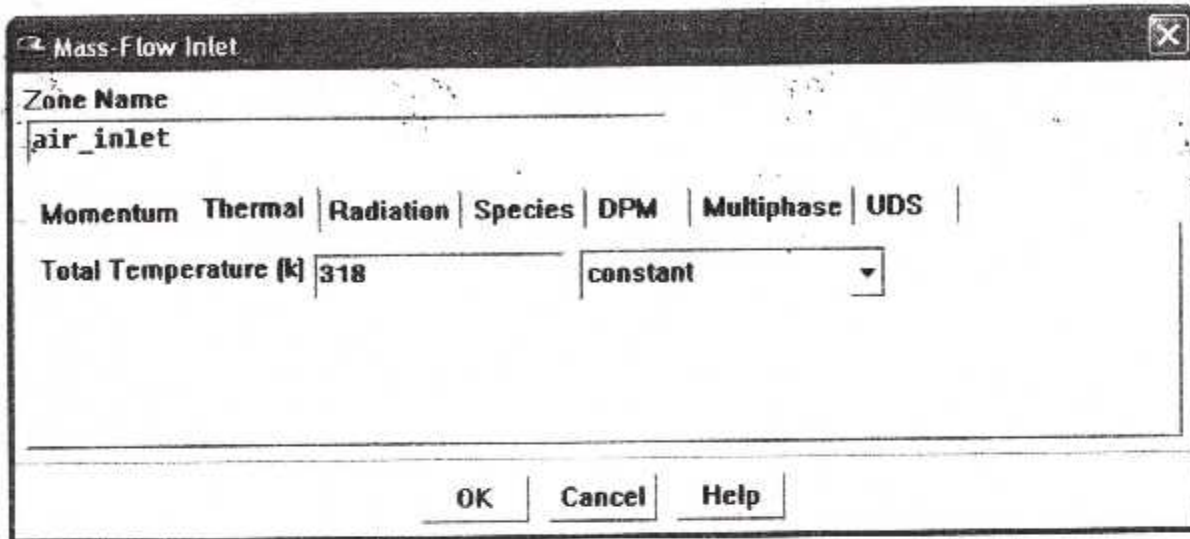 Mass-Flow Inlet
Zone Name
air_inlet
Momentum Thermal Radiation Species DPM Multiphase UDS
Total Temperature (k) 318 constant
OK Cancel Help